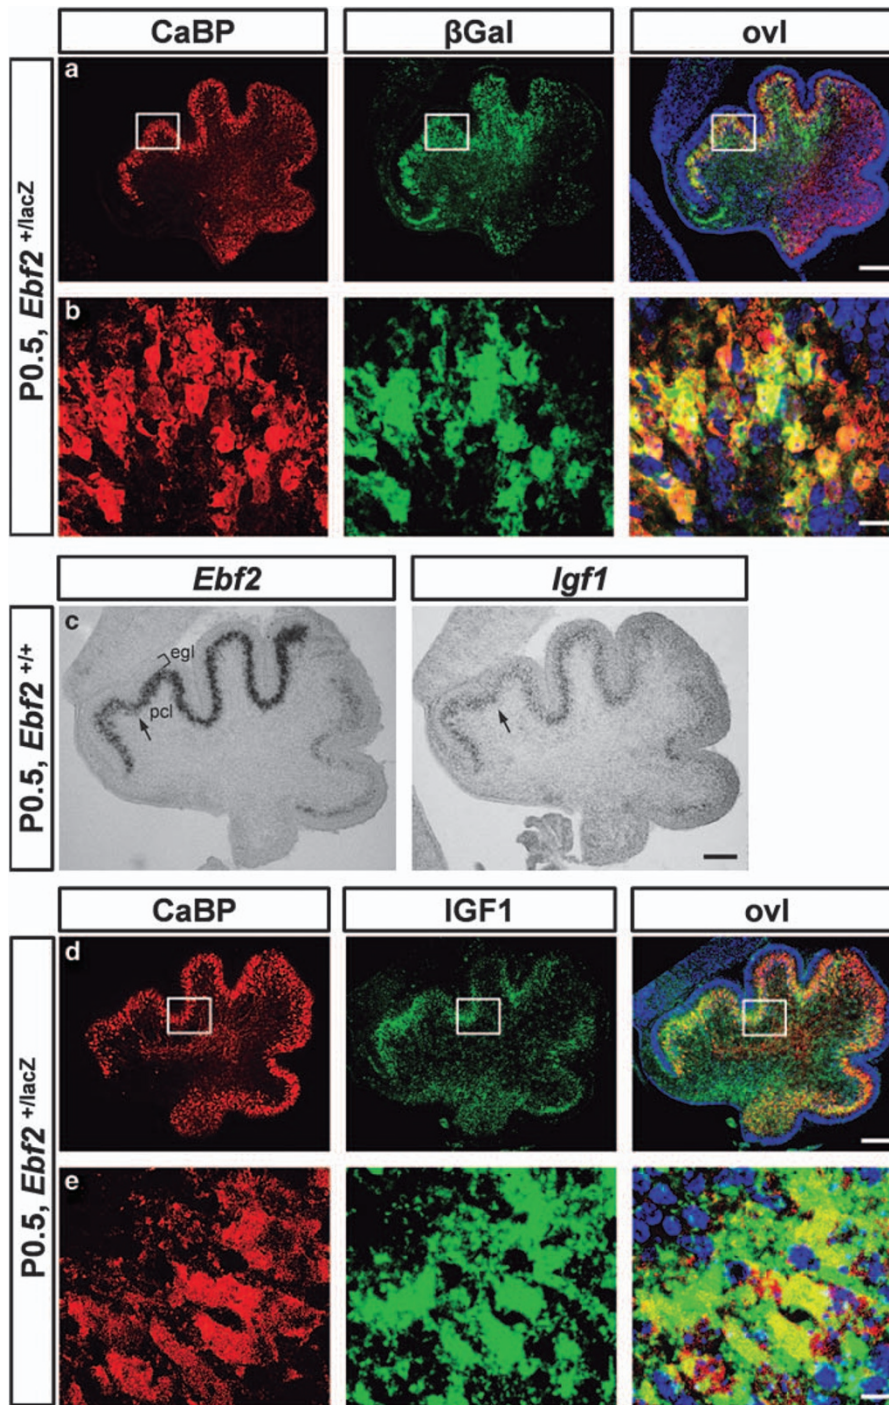 CaBP βGal ovl
P0.5, Ebf2 +/lacZ
a
b
Ebf2 Igf1
P0.5, Ebf2 +/+
c
egl
pcl
CaBP IGF1 ovl
P0.5, Ebf2 +/lacZ
d
e